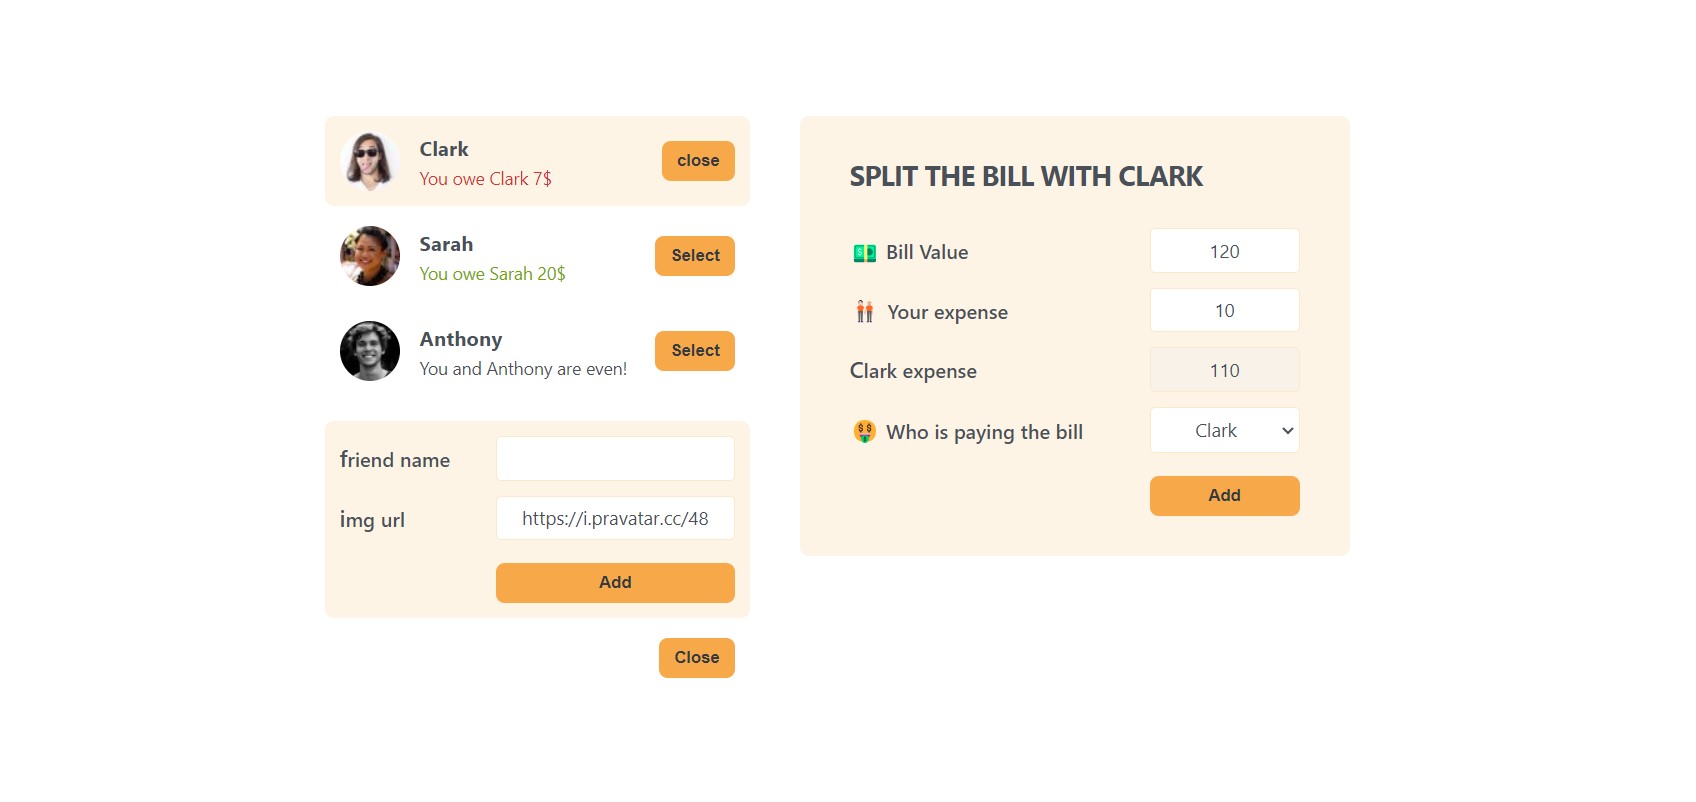 Clark
You owe Clark 7$
close
Sarah
You owe Sarah 20$
Select
Anthony
You and Anthony are even!
Select
friend name
img url
https://i.pravatar.cc/48
Add
Close
SPLIT THE BILL WITH CLARK
Bill Value
120
Your expense
10
Clark expense
110
Who is paying the bill
Clark
Add